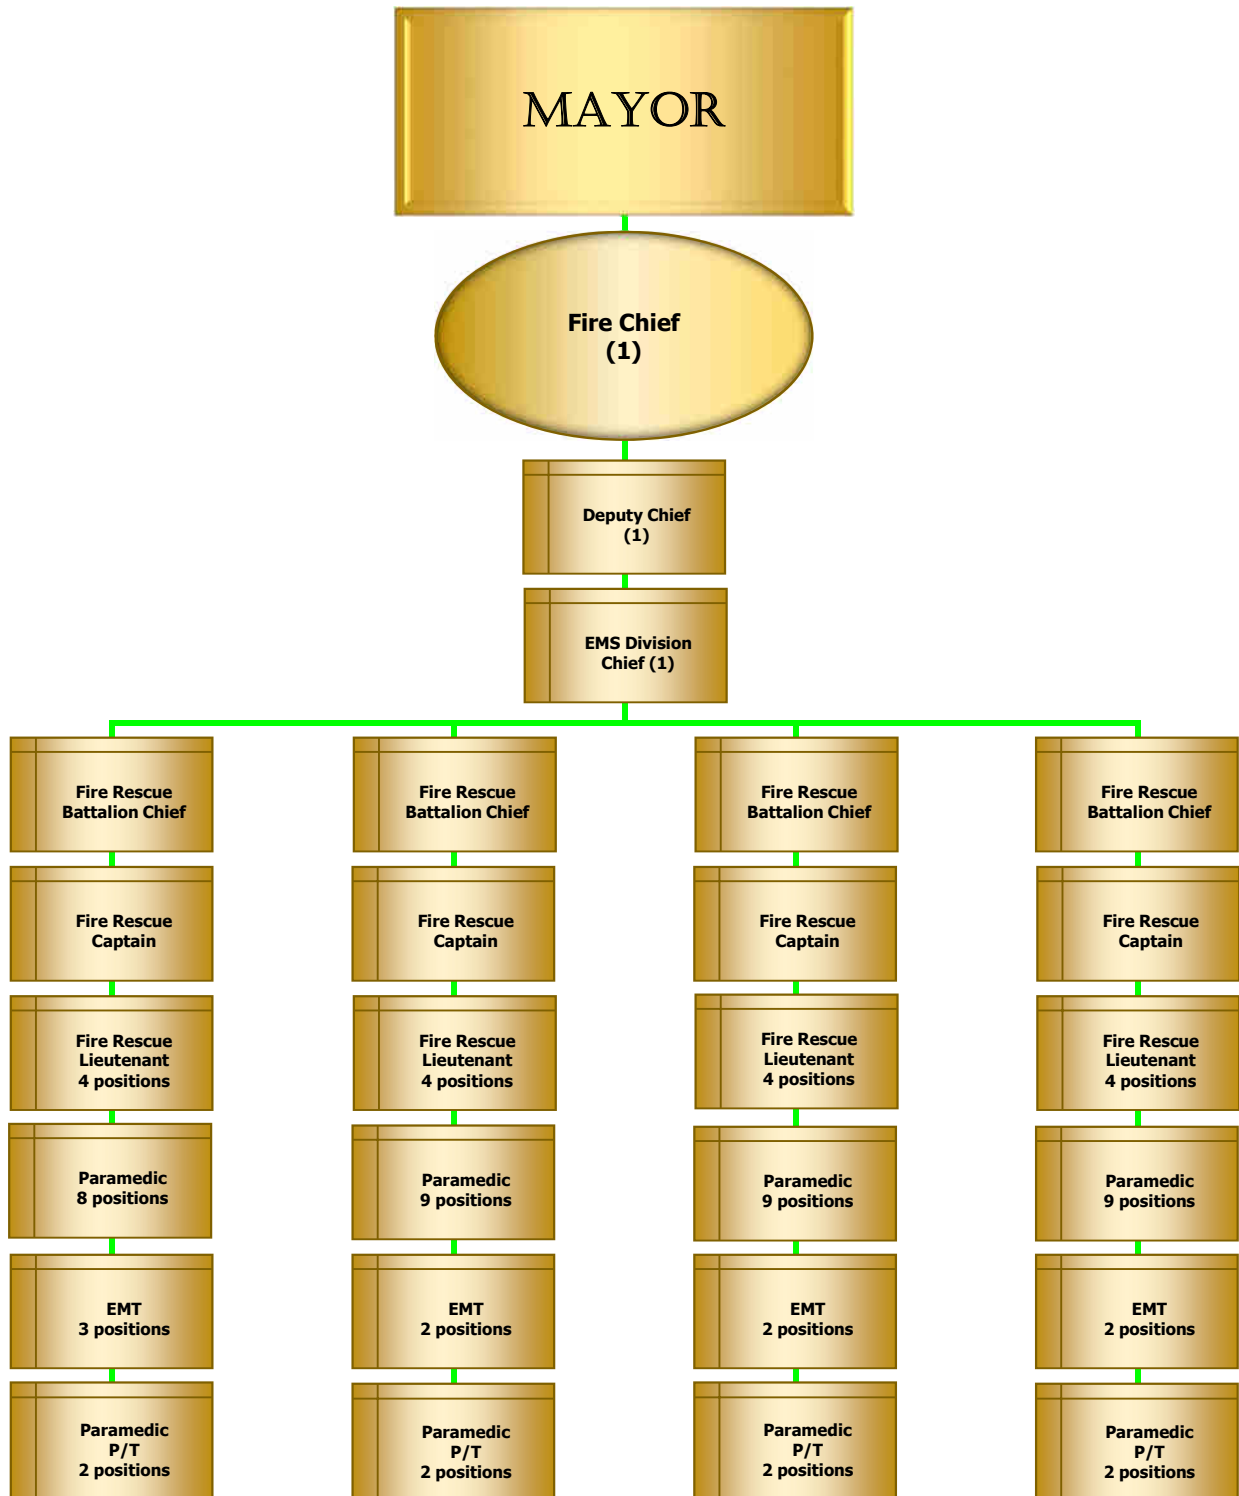 MAYOR
Fire Chief
(1)
Deputy Chief
(1)
EMS Division
Chief (1)
Fire Rescue
Battalion Chief
Fire Rescue
Battalion Chief
Fire Rescue
Battalion Chief
Fire Rescue
Battalion Chief
Fire Rescue
Captain
Fire Rescue
Captain
Fire Rescue
Captain
Fire Rescue
Captain
Fire Rescue
Lieutenant
4 positions
Fire Rescue
Lieutenant
4 positions
Fire Rescue
Lieutenant
4 positions
Fire Rescue
Lieutenant
4 positions
Paramedic
8 positions
Paramedic
9 positions
Paramedic
9 positions
Paramedic
9 positions
EMT
3 positions
EMT
2 positions
EMT
2 positions
EMT
2 positions
Paramedic
P/T
2 positions
Paramedic
P/T
2 positions
Paramedic
P/T
2 positions
Paramedic
P/T
2 positions